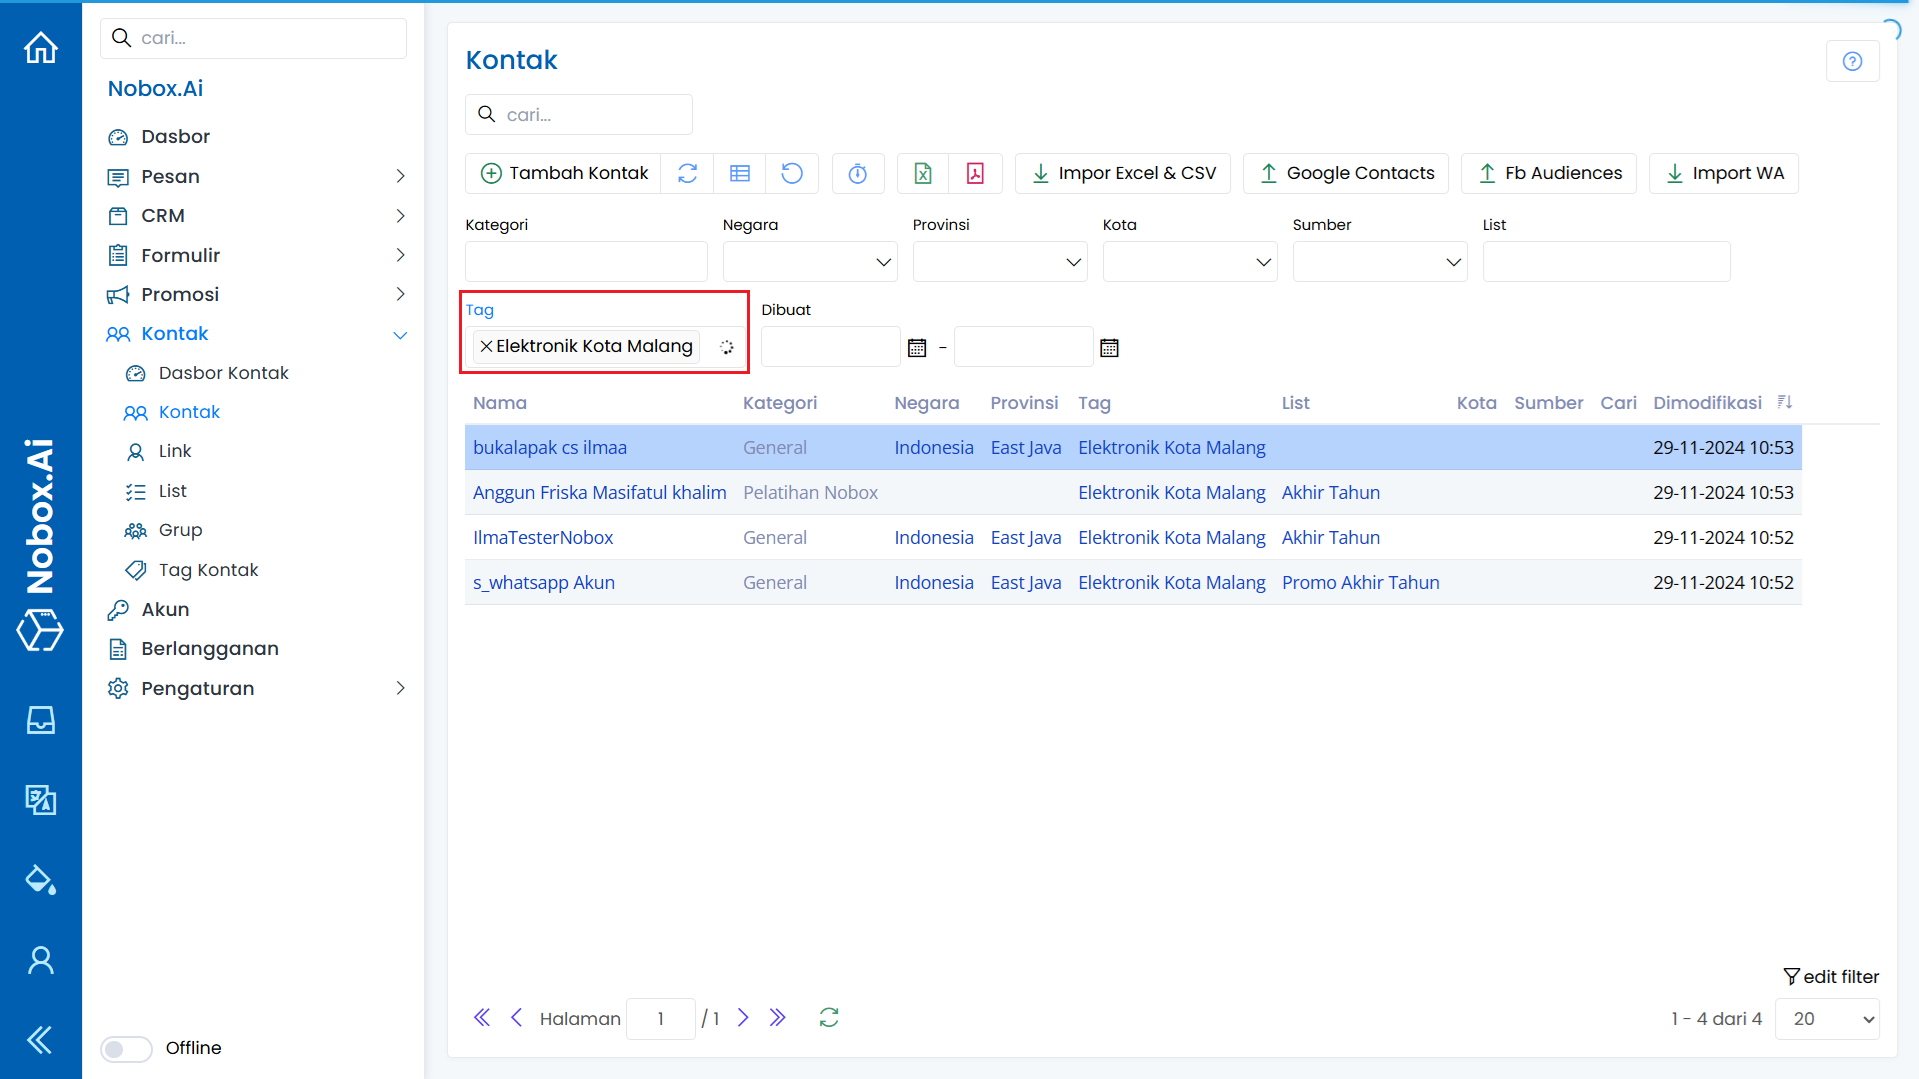 cari...
Nobox.Ai
Dasbor
Pesan
CRM
Formulir
Promosi
Kontak
Dasbor Kontak
Kontak
Link
List
Grup
Tag Kontak
Akun
Berlangganan
Pengaturan
Offline
Nobox.Ai
Kontak
cari...
Tambah Kontak
Impor Excel & CSV
Google Contacts
Fb Audiences
Import WA
Kategori Negara Provinsi Kota Sumber List
Tag Dibuat
Elektronik Kota Malang -
Nama Kategori Negara Provinsi Tag List Kota Sumber Cari Dimodifikasi
bukalapak cs ilmaa General Indonesia East Java Elektronik Kota Malang 29-11-2024 10:53
Anggun Friska Masifatul khalim Pelatihan Nobox Elektronik Kota Malang Akhir Tahun 29-11-2024 10:53
IlmaTesterNobox General Indonesia East Java Elektronik Kota Malang Akhir Tahun 29-11-2024 10:52
s_whatsapp Akun General Indonesia East Java Elektronik Kota Malang Promo Akhir Tahun 29-11-2024 10:52
edit filter
Halaman 1 / 1
1 - 4 dari 4 20